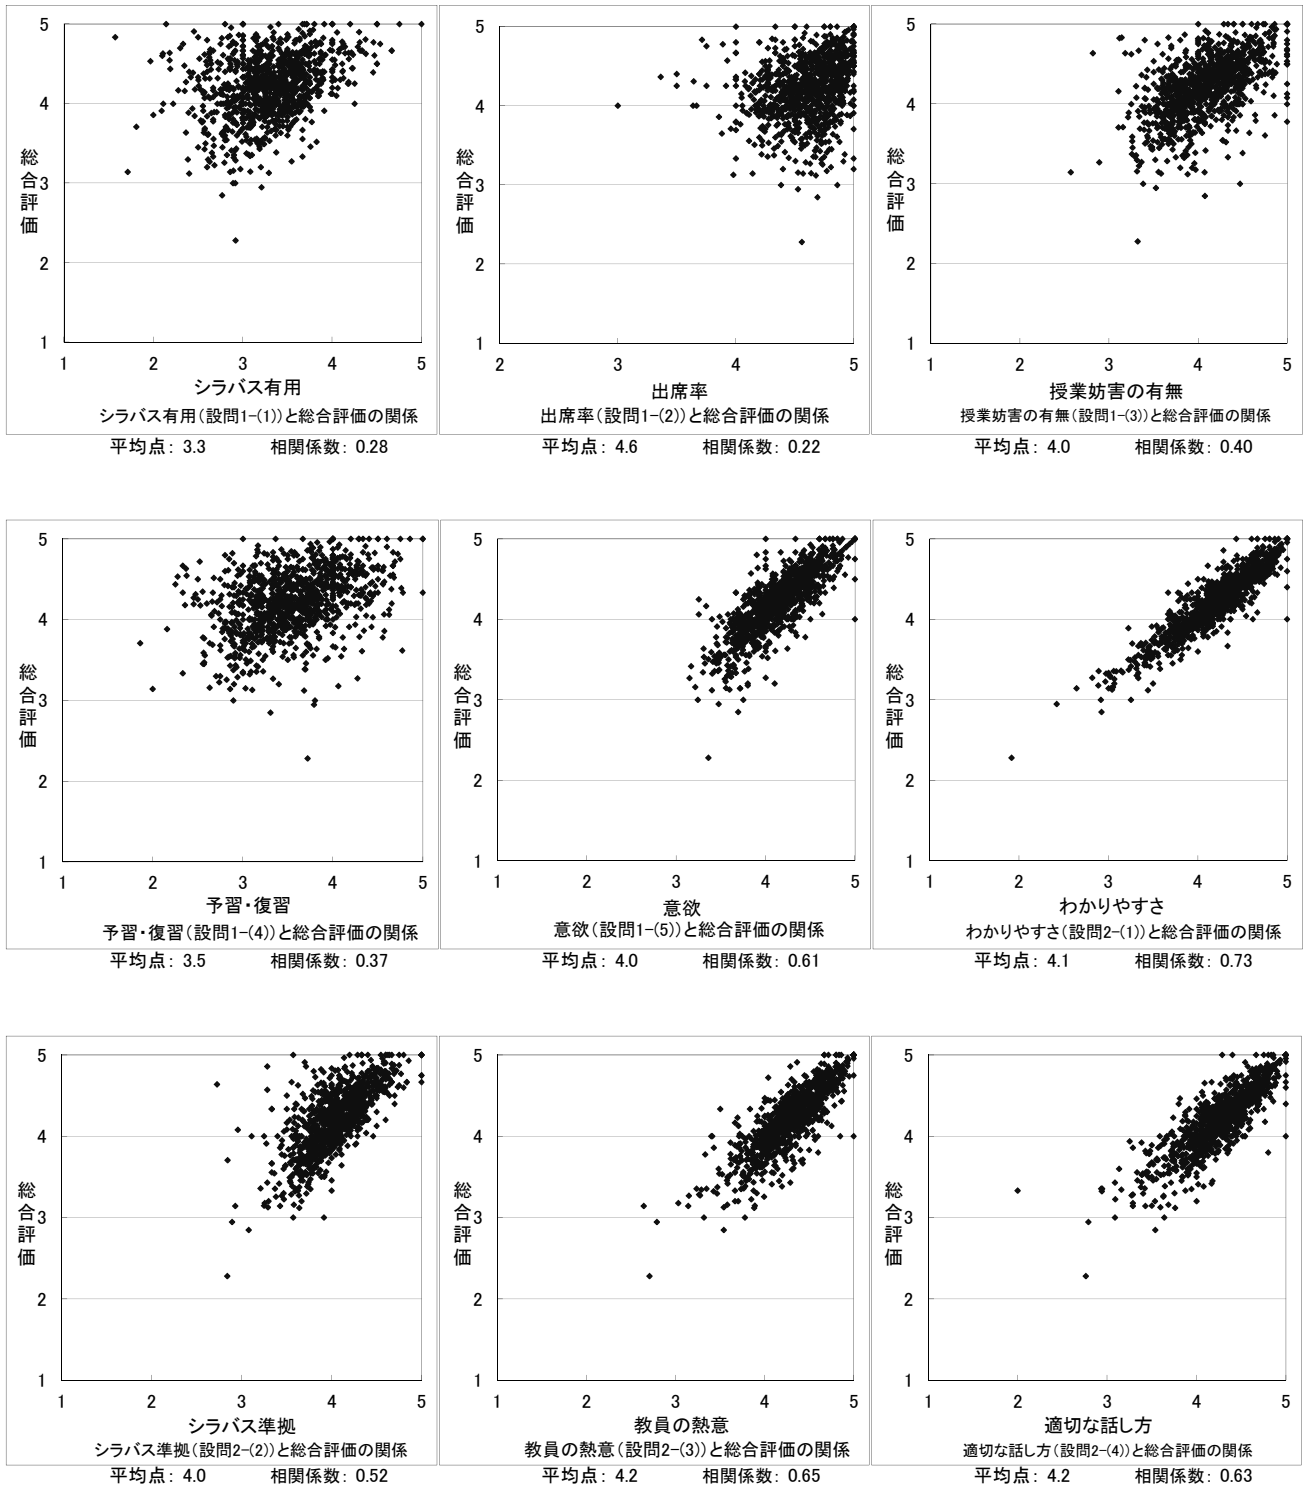 5
4
3
2
1
総合評価
1 2 3 4 5
シラバス有用
シラバス有用(設問1-(1))と総合評価の関係
平均点: 3.3 相関係数: 0.28
5
4
3
2
1
総合評価
2 3 4 5
出席率
出席率(設問1-(2))と総合評価の関係
平均点: 4.6 相関係数: 0.22
5
4
3
2
1
総合評価
1 2 3 4 5
授業妨害の有無
授業妨害の有無(設問1-(3))と総合評価の関係
平均点: 4.0 相関係数: 0.40
5
4
3
2
1
総合評価
1 2 3 4 5
予習・復習
予習・復習(設問1-(4))と総合評価の関係
平均点: 3.5 相関係数: 0.37
5
4
3
2
1
総合評価
1 2 3 4 5
意欲
意欲(設問1-(5))と総合評価の関係
平均点: 4.0 相関係数: 0.61
5
4
3
2
1
総合評価
1 2 3 4 5
わかりやすさ
わかりやすさ(設問2-(1))と総合評価の関係
平均点: 4.1 相関係数: 0.73
5
4
3
2
1
総合評価
1 2 3 4 5
シラバス準拠
シラバス準拠(設問2-(2))と総合評価の関係
平均点: 4.0 相関係数: 0.52
5
4
3
2
1
総合評価
1 2 3 4 5
教員の熱意
教員の熱意(設問2-(3))と総合評価の関係
平均点: 4.2 相関係数: 0.65
5
4
3
2
1
総合評価
1 2 3 4 5
適切な話し方
適切な話し方(設問2-(4))と総合評価の関係
平均点: 4.2 相関係数: 0.63